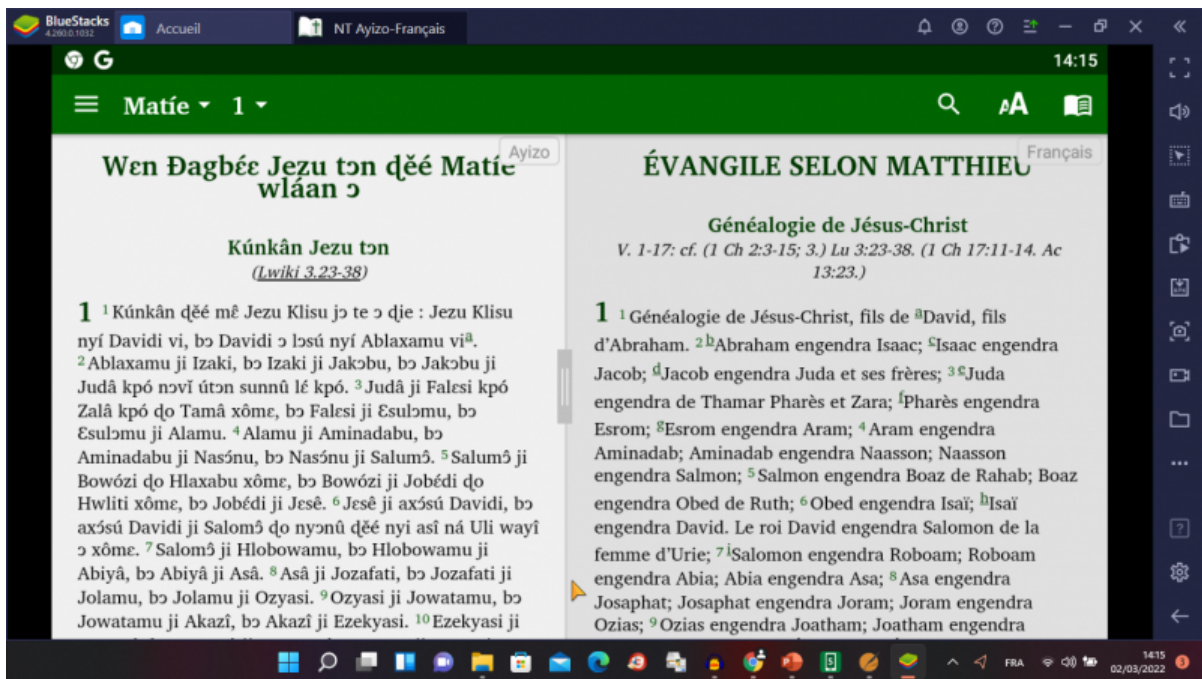 BlueStacks
4.260.0.1032
Accueil
NT Ayizo-Français
14:15
Matíe 1
AA
Ayizo
Wɛn Ðagbɛ́ɛ Jezu tɔn ɖěé Matíe
wláan ɔ
Kúnkân Jezu tɔn
(Lwiki 3.23-38)
1 1 Kúnkân ɖěé mɛ̂ Jezu Klisu jɔ te ɔ ɖie : Jezu Klisu
nyí Davidi vi, bɔ Davidi ɔ lɔsú nyí Ablaxamu via.
2 Ablaxamu ji Izaki, bɔ Izaki ji Jakɔbu, bɔ Jakɔbu ji
Judâ kpó nɔvǐ útɔn sunnû lɛ́ kpó. 3 Judâ ji Falɛsi kpó
Zalâ kpó ɖo Tamâ xômɛ, bɔ Falɛsi ji Ɛsulɔmu, bɔ
Ɛsulɔmu ji Alamu. 4 Alamu ji Aminadabu, bɔ
Aminadabu ji Nasɔ́nu, bɔ Nasɔ́nu ji Salumɔ̂. 5 Salumɔ̂ ji
Bowózi ɖo Hlaxabu xômɛ, bɔ Bowózi ji Jobɛ́di ɖo
Hwliti xômɛ, bɔ Jobɛ́di ji Jɛsê. 6 Jɛsê ji axɔ́sú Davidi, bɔ
axɔ́sú Davidi ji Salomɔ̂ ɖo nyɔnû ɖěé nyi asî ná Uli wayî
ɔ xômɛ. 7 Salomɔ̂ ji Hlobowamu, bɔ Hlobowamu ji
Abiyâ, bɔ Abiyâ ji Asâ. 8 Asâ ji Jozafati, bɔ Jozafati ji
Jolamu, bɔ Jolamu ji Ozyasi. 9 Ozyasi ji Jowatamu, bɔ
Jowatamu ji Akazî, bɔ Akazî ji Ezekyasi. 10 Ezekyasi ji
Français
ÉVANGILE SELON MATTHIEU
Généalogie de Jésus-Christ
V. 1-17: cf. (1 Ch 2:3-15; 3.) Lu 3:23-38. (1 Ch 17:11-14. Ac
13:23.)
1 1 Généalogie de Jésus-Christ, fils de aDavid, fils
d’Abraham. 2 bAbraham engendra Isaac; cIsaac engendra
Jacob; dJacob engendra Juda et ses frères; 3 eJuda
engendra de Thamar Pharès et Zara; fPharès engendra
Esrom; gEsrom engendra Aram; 4 Aram engendra
Aminadab; Aminadab engendra Naasson; Naasson
engendra Salmon; 5 Salmon engendra Boaz de Rahab; Boaz
engendra Obed de Ruth; 6 Obed engendra Isaï; hIsaï
engendra David. Le roi David engendra Salomon de la
femme d’Urie; 7 iSalomon engendra Roboam; Roboam
engendra Abia; Abia engendra Asa; 8 Asa engendra
Josaphat; Josaphat engendra Joram; Joram engendra
Ozias; 9 Ozias engendra Joatham; Joatham engendra
FRA
14:15
02/03/2022
3